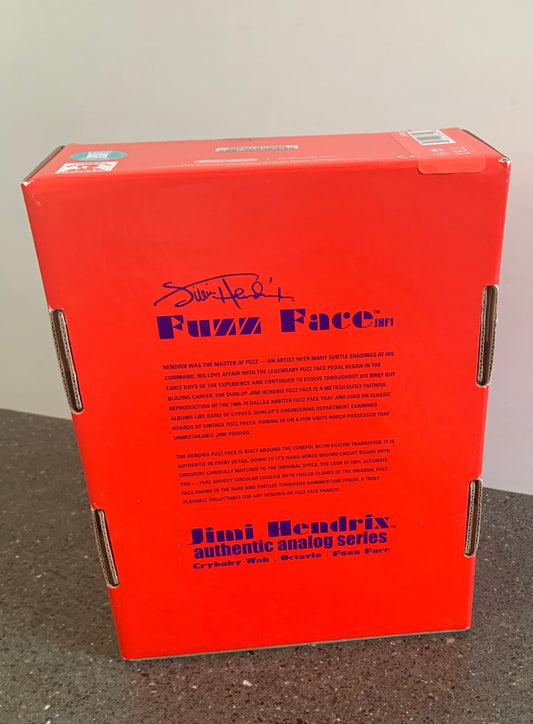 Jimi Hendrix
Fuzz Face™ JHF1
HENDRIX WAS THE MASTER OF FUZZ — AN ARTIST WITH MANY SUBTLE SHADINGS AT HIS
COMMAND. HIS LOVE AFFAIR WITH THE LEGENDARY FUZZ FACE PEDAL BEGAN IN THE
EARLY DAYS OF THE EXPERIENCE AND CONTINUED TO EVOLVE THROUGHOUT HIS BRIEF BUT
BLAZING CAREER. THE DUNLOP JIMI HENDRIX FUZZ FACE IS A METICULOUSLY FAITHFUL
REPRODUCTION OF THE 1969-70 DALLAS ARBITER FUZZ FACE THAT JIMI USED ON CLASSIC
ALBUMS LIKE BAND OF GYPSYS. DUNLOP'S ENGINEERING DEPARTMENT EXAMINED
HOARDS OF VINTAGE FUZZ FACES, HONING IN ON A FEW UNITS WHICH POSSESSED THAT
UNMISTAKABLE JIMI VOODOO.
THE HENDRIX FUZZ FACE IS BUILT AROUND THE TONEFUL BC108 SILICON TRANSISTOR. IT IS
AUTHENTIC IN EVERY DETAIL, DOWN TO IT'S HAND-WIRED BROWN CIRCUIT BOARD WITH
CIRCUITRY CAREFULLY MATCHED TO THE ORIGINAL SPECS. THE LOOK IS 100% ACCURATE
TOO — THAT GROOVY CIRCULAR CHASSIS WITH TOOLED CLONES OF THE ORIGINAL FUZZ
FACE KNOBS IN THE RARE AND VINTAGE TURQUOISE HAMMERTONE FINISH. A TRULY
PLAYABLE COLLECTABLE FOR ANY HENDRIX OR FUZZ FACE FANATIC.
Jimi Hendrix™
authentic analog series
Crybaby Wah · Octavio · Fuzz Face